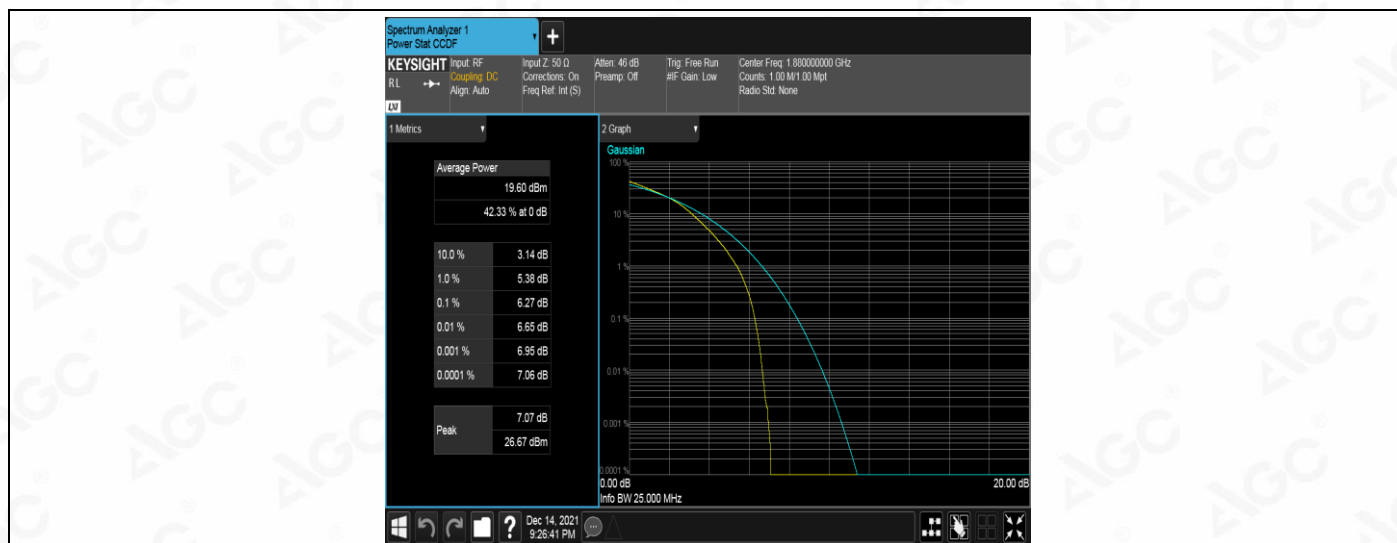 Spectrum Analyzer 1
Power Stat CCDF
KEYSIGHT
R L
LXI
Input: RF
Coupling: DC
Align: Auto
Input Z: 50 Ω
Corrections: On
Freq Ref: Int (S)
Atten: 46 dB
Preamp: Off
Trig: Free Run
#IF Gain: Low
Center Freq: 1.880000000 GHz
Counts: 1.00 M/1.00 Mpt
Radio Std: None
1 Metrics
Average Power
19.60 dBm
42.33 % at 0 dB
10.0 % 3.14 dB
1.0 % 5.38 dB
0.1 % 6.27 dB
0.01 % 6.65 dB
0.001 % 6.95 dB
0.0001 % 7.06 dB
Peak
7.07 dB
26.67 dBm
2 Graph
Gaussian
100 %
10 %
1 %
0.1 %
0.01 %
0.001 %
0.0001 %
0.00 dB
20.00 dB
Info BW 25.000 MHz
Dec 14, 2021
9:26:41 PM
AGC